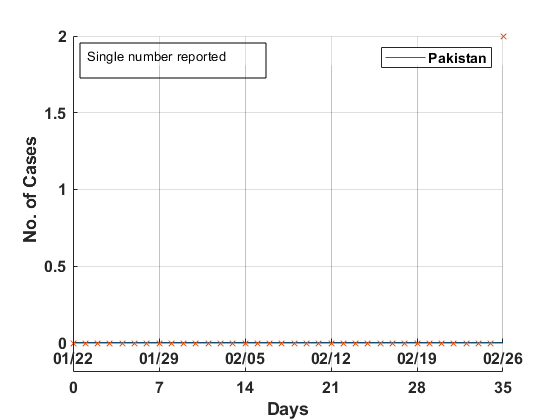 2
Single number reported
Pakistan
1.5
1
0.5
0
No. of Cases
01/22 01/29 02/05 02/12 02/19 02/26
0 7 14 21 28 35
Days